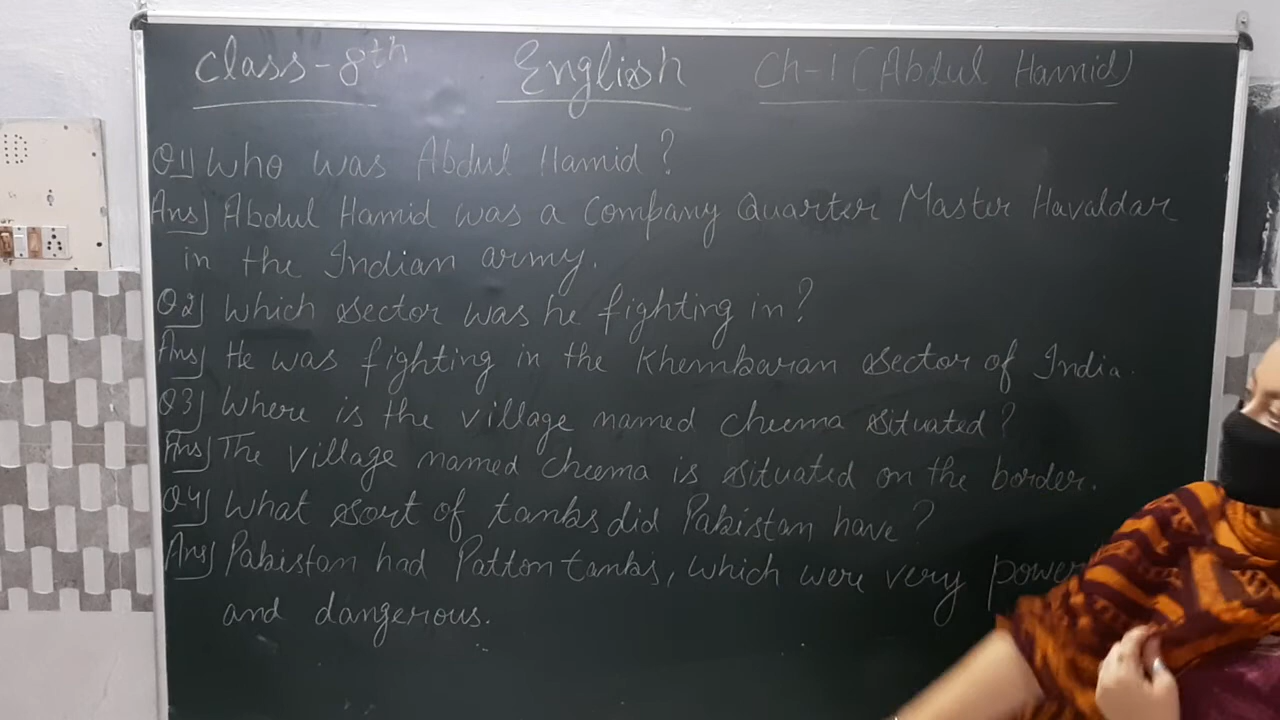 Class-8th English Ch-1 (Abdul Hamid)
Q1) Who was Abdul Hamid?
Ans) Abdul Hamid was a Company Quarter Master Havaldar
in the Indian army.
Q2) Which sector was he fighting in?
Ans) He was fighting in the Khembaran sector of India.
Q3) Where is the village named cheema situated?
Ans) The village named Cheema is situated on the border.
Q4) What sort of tanks did Pakistan have?
Ans) Pakistan had Patton tanks, which were very power
and dangerous.